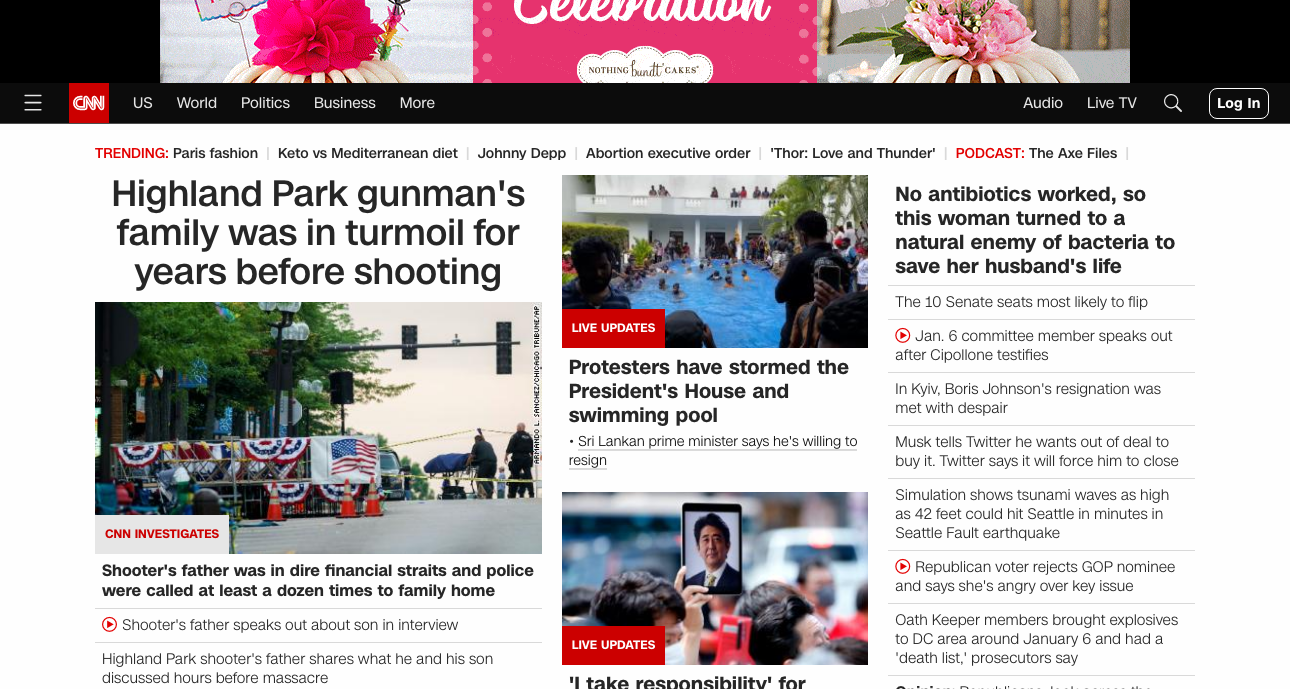 Celebration
NOTHING bundt CAKES
CNN
US
World
Politics
Business
More
Audio
Live TV
Log In
TRENDING: Paris fashion | Keto vs Mediterranean diet | Johnny Depp | Abortion executive order | 'Thor: Love and Thunder' | PODCAST: The Axe Files |
Highland Park gunman's
family was in turmoil for
years before shooting
ARMANDO L. SANCHEZ/CHICAGO TRIBUNE/AP
CNN INVESTIGATES
Shooter's father was in dire financial straits and police
were called at least a dozen times to family home
Shooter's father speaks out about son in interview
Highland Park shooter's father shares what he and his son
discussed hours before massacre
LIVE UPDATES
Protesters have stormed the
President's House and
swimming pool
• Sri Lankan prime minister says he's willing to
resign
LIVE UPDATES
'I take responsibility' for
No antibiotics worked, so
this woman turned to a
natural enemy of bacteria to
save her husband's life
The 10 Senate seats most likely to flip
Jan. 6 committee member speaks out
after Cipollone testifies
In Kyiv, Boris Johnson's resignation was
met with despair
Musk tells Twitter he wants out of deal to
buy it. Twitter says it will force him to close
Simulation shows tsunami waves as high
as 42 feet could hit Seattle in minutes in
Seattle Fault earthquake
Republican voter rejects GOP nominee
and says she's angry over key issue
Oath Keeper members brought explosives
to DC area around January 6 and had a
'death list,' prosecutors say